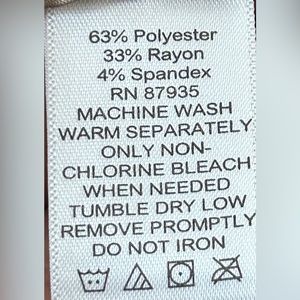 63% Polyester
33% Rayon
4% Spandex
RN 87935
MACHINE WASH
WARM SEPARATELY
ONLY NON-
CHLORINE BLEACH
WHEN NEEDED
TUMBLE DRY LOW
REMOVE PROMPTLY
DO NOT IRON